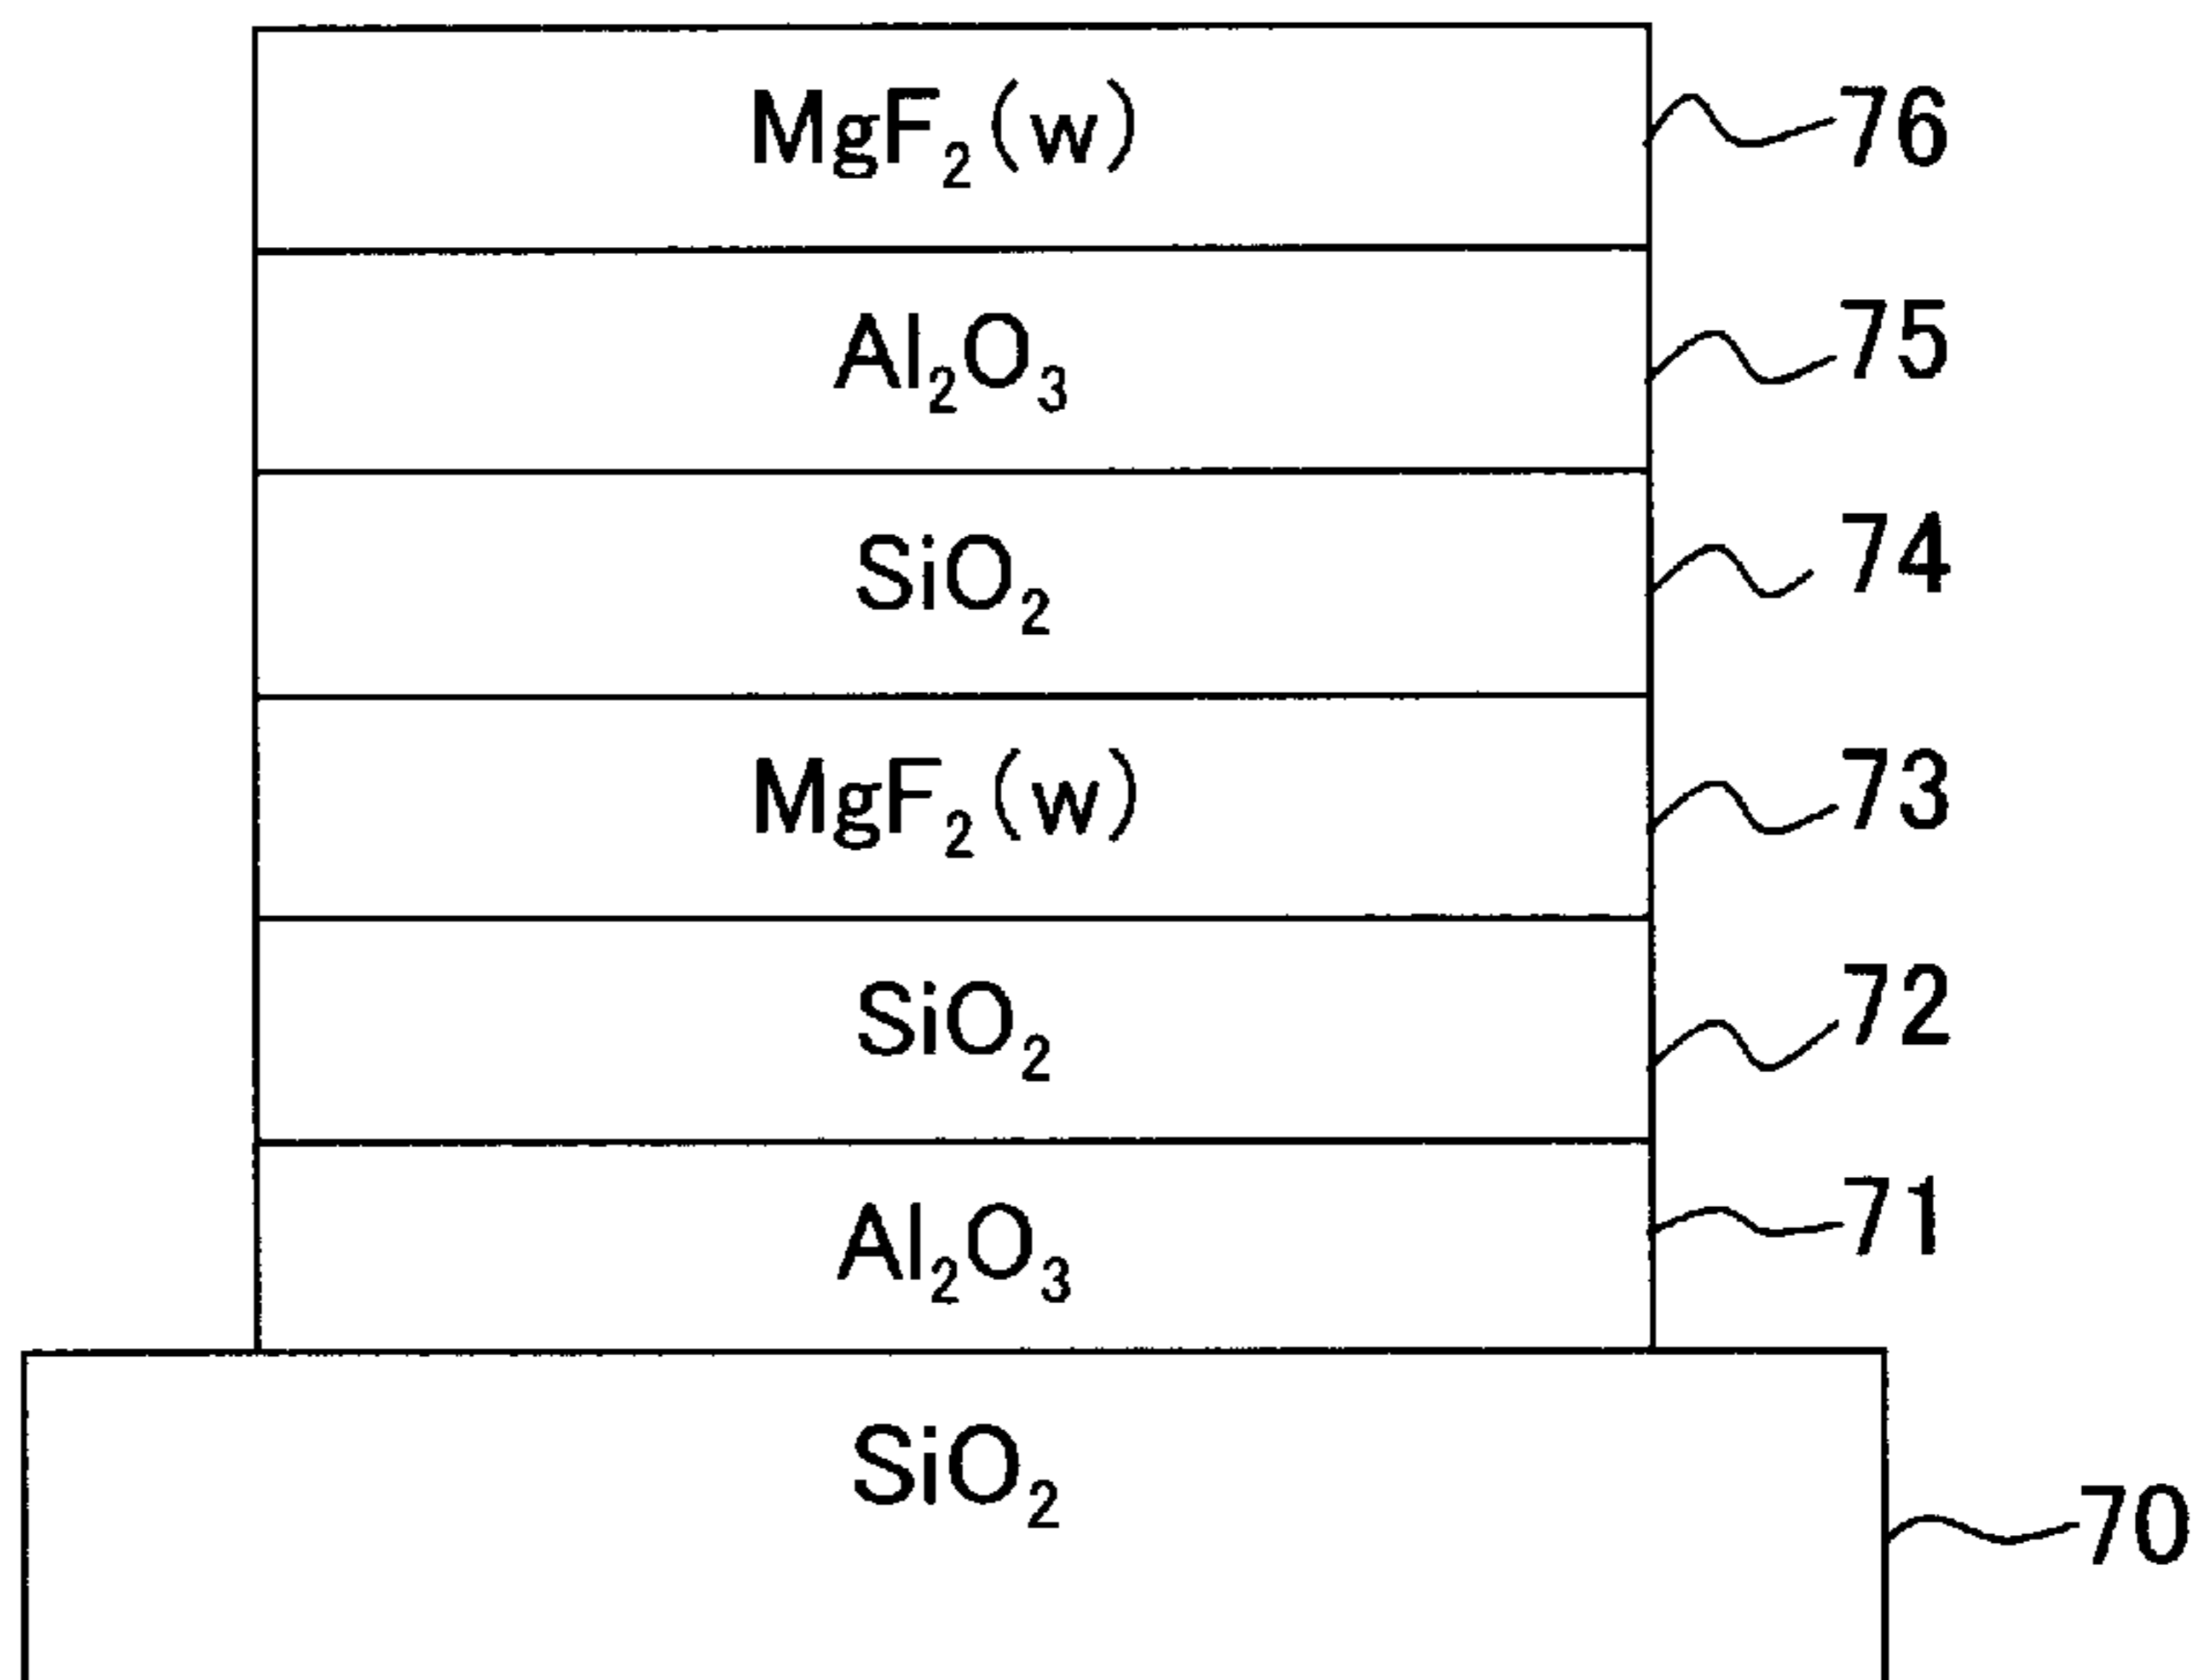 MgF₂(w) 76
Al₂O₃ 75
SiO₂ 74
MgF₂(w) 73
SiO₂ 72
Al₂O₃ 71
SiO₂ 70